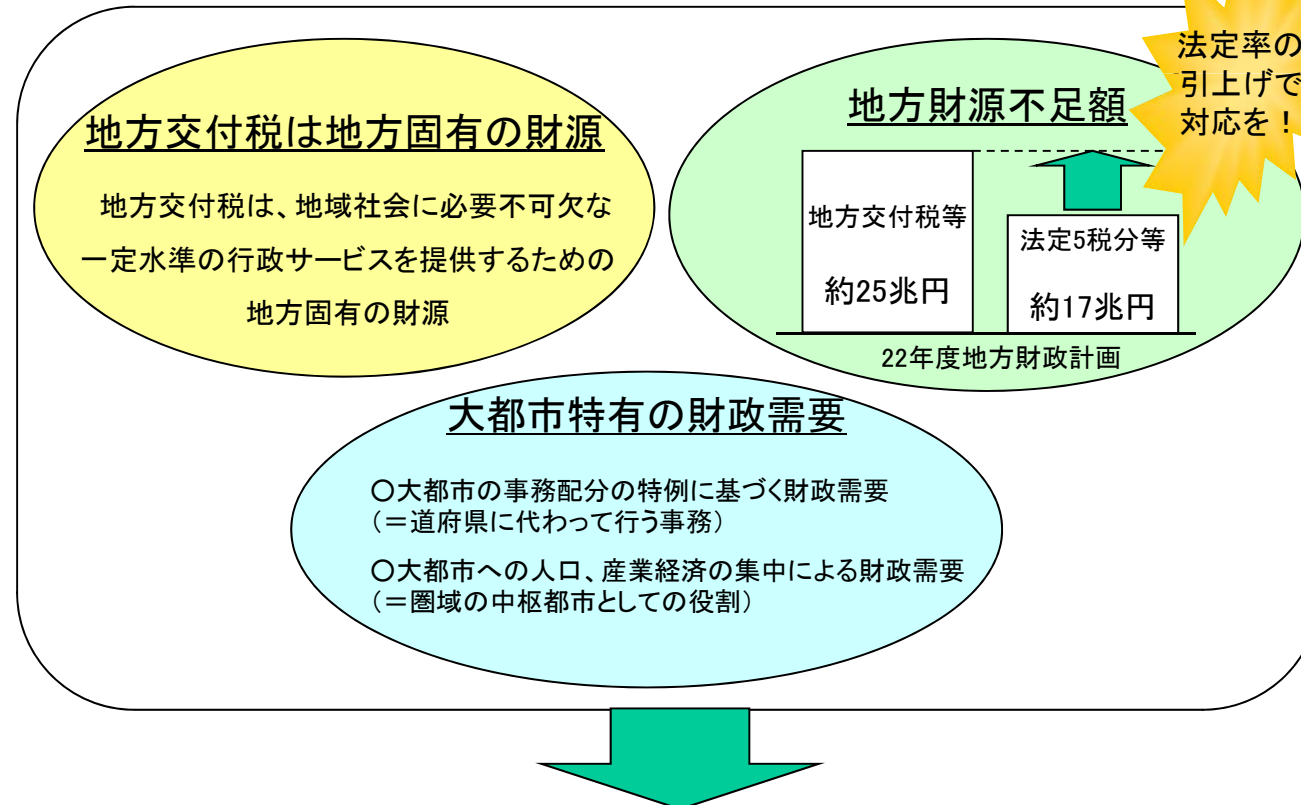 法定率の
引上げで
対応を！
地方交付税は地方固有の財源
地方交付税は、地域社会に必要不可欠な
一定水準の行政サービスを提供するための
地方固有の財源
地方財源不足額
地方交付税等
約25兆円
法定5税分等
約17兆円
22年度地方財政計画
大都市特有の財政需要
○大都市の事務配分の特例に基づく財政需要
（＝道府県に代わって行う事務）
○大都市への人口、産業経済の集中による財政需要
（＝圏域の中枢都市としての役割）